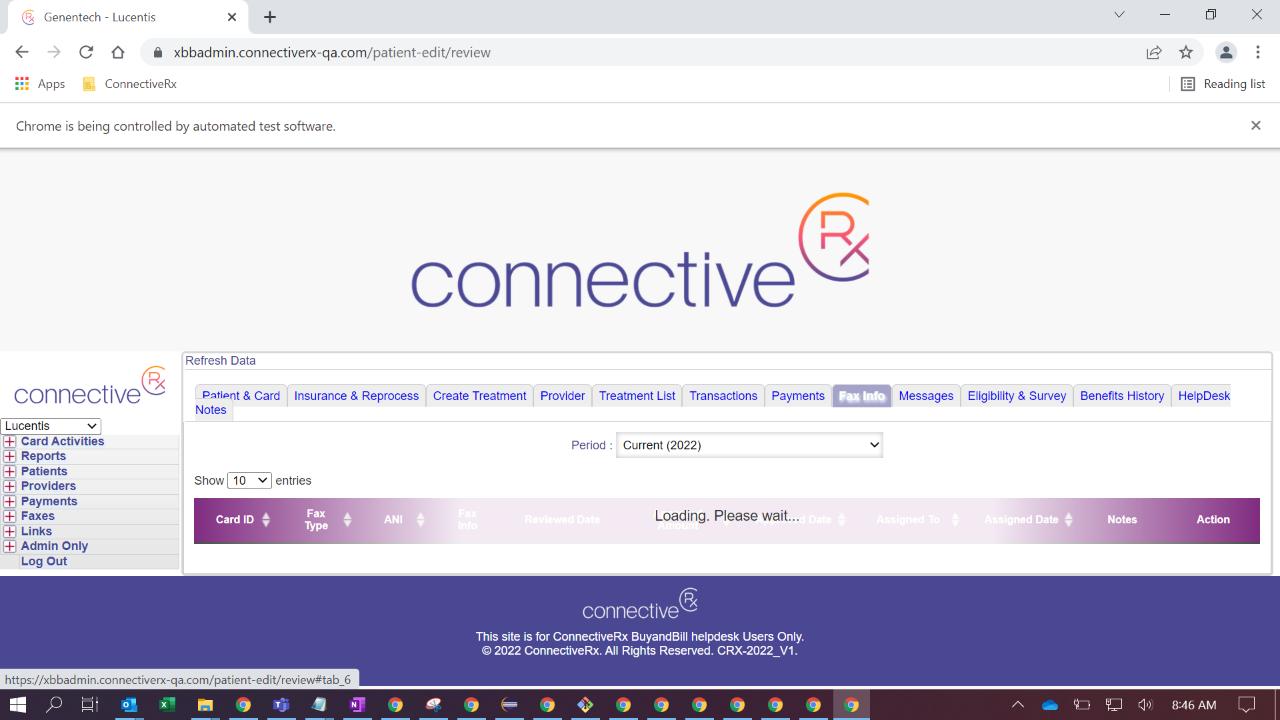 Genentech - Lucentis
xbbadmin.connectiverx-qa.com/patient-edit/review
Apps ConnectiveRx Reading list
Chrome is being controlled by automated test software.
connective Rx
Refresh Data
connective Rx
Patient & Card Insurance & Reprocess Create Treatment Provider Treatment List Transactions Payments Fax Info Messages Eligibility & Survey Benefits History HelpDesk
Notes
Lucentis
Card Activities
Reports
Patients
Providers
Payments
Faxes
Links
Admin Only
Log Out
Period : Current (2022)
Show 10 entries
Card ID Fax Type ANI Fax Info Reviewed Date Amount Date Assigned To Assigned Date Notes Action
Loading. Please wait...
connective Rx
This site is for ConnectiveRx BuyandBill helpdesk Users Only.
© 2022 ConnectiveRx. All Rights Reserved. CRX-2022_V1.
https://xbbadmin.connectiverx-qa.com/patient-edit/review#tab_6
8:46 AM